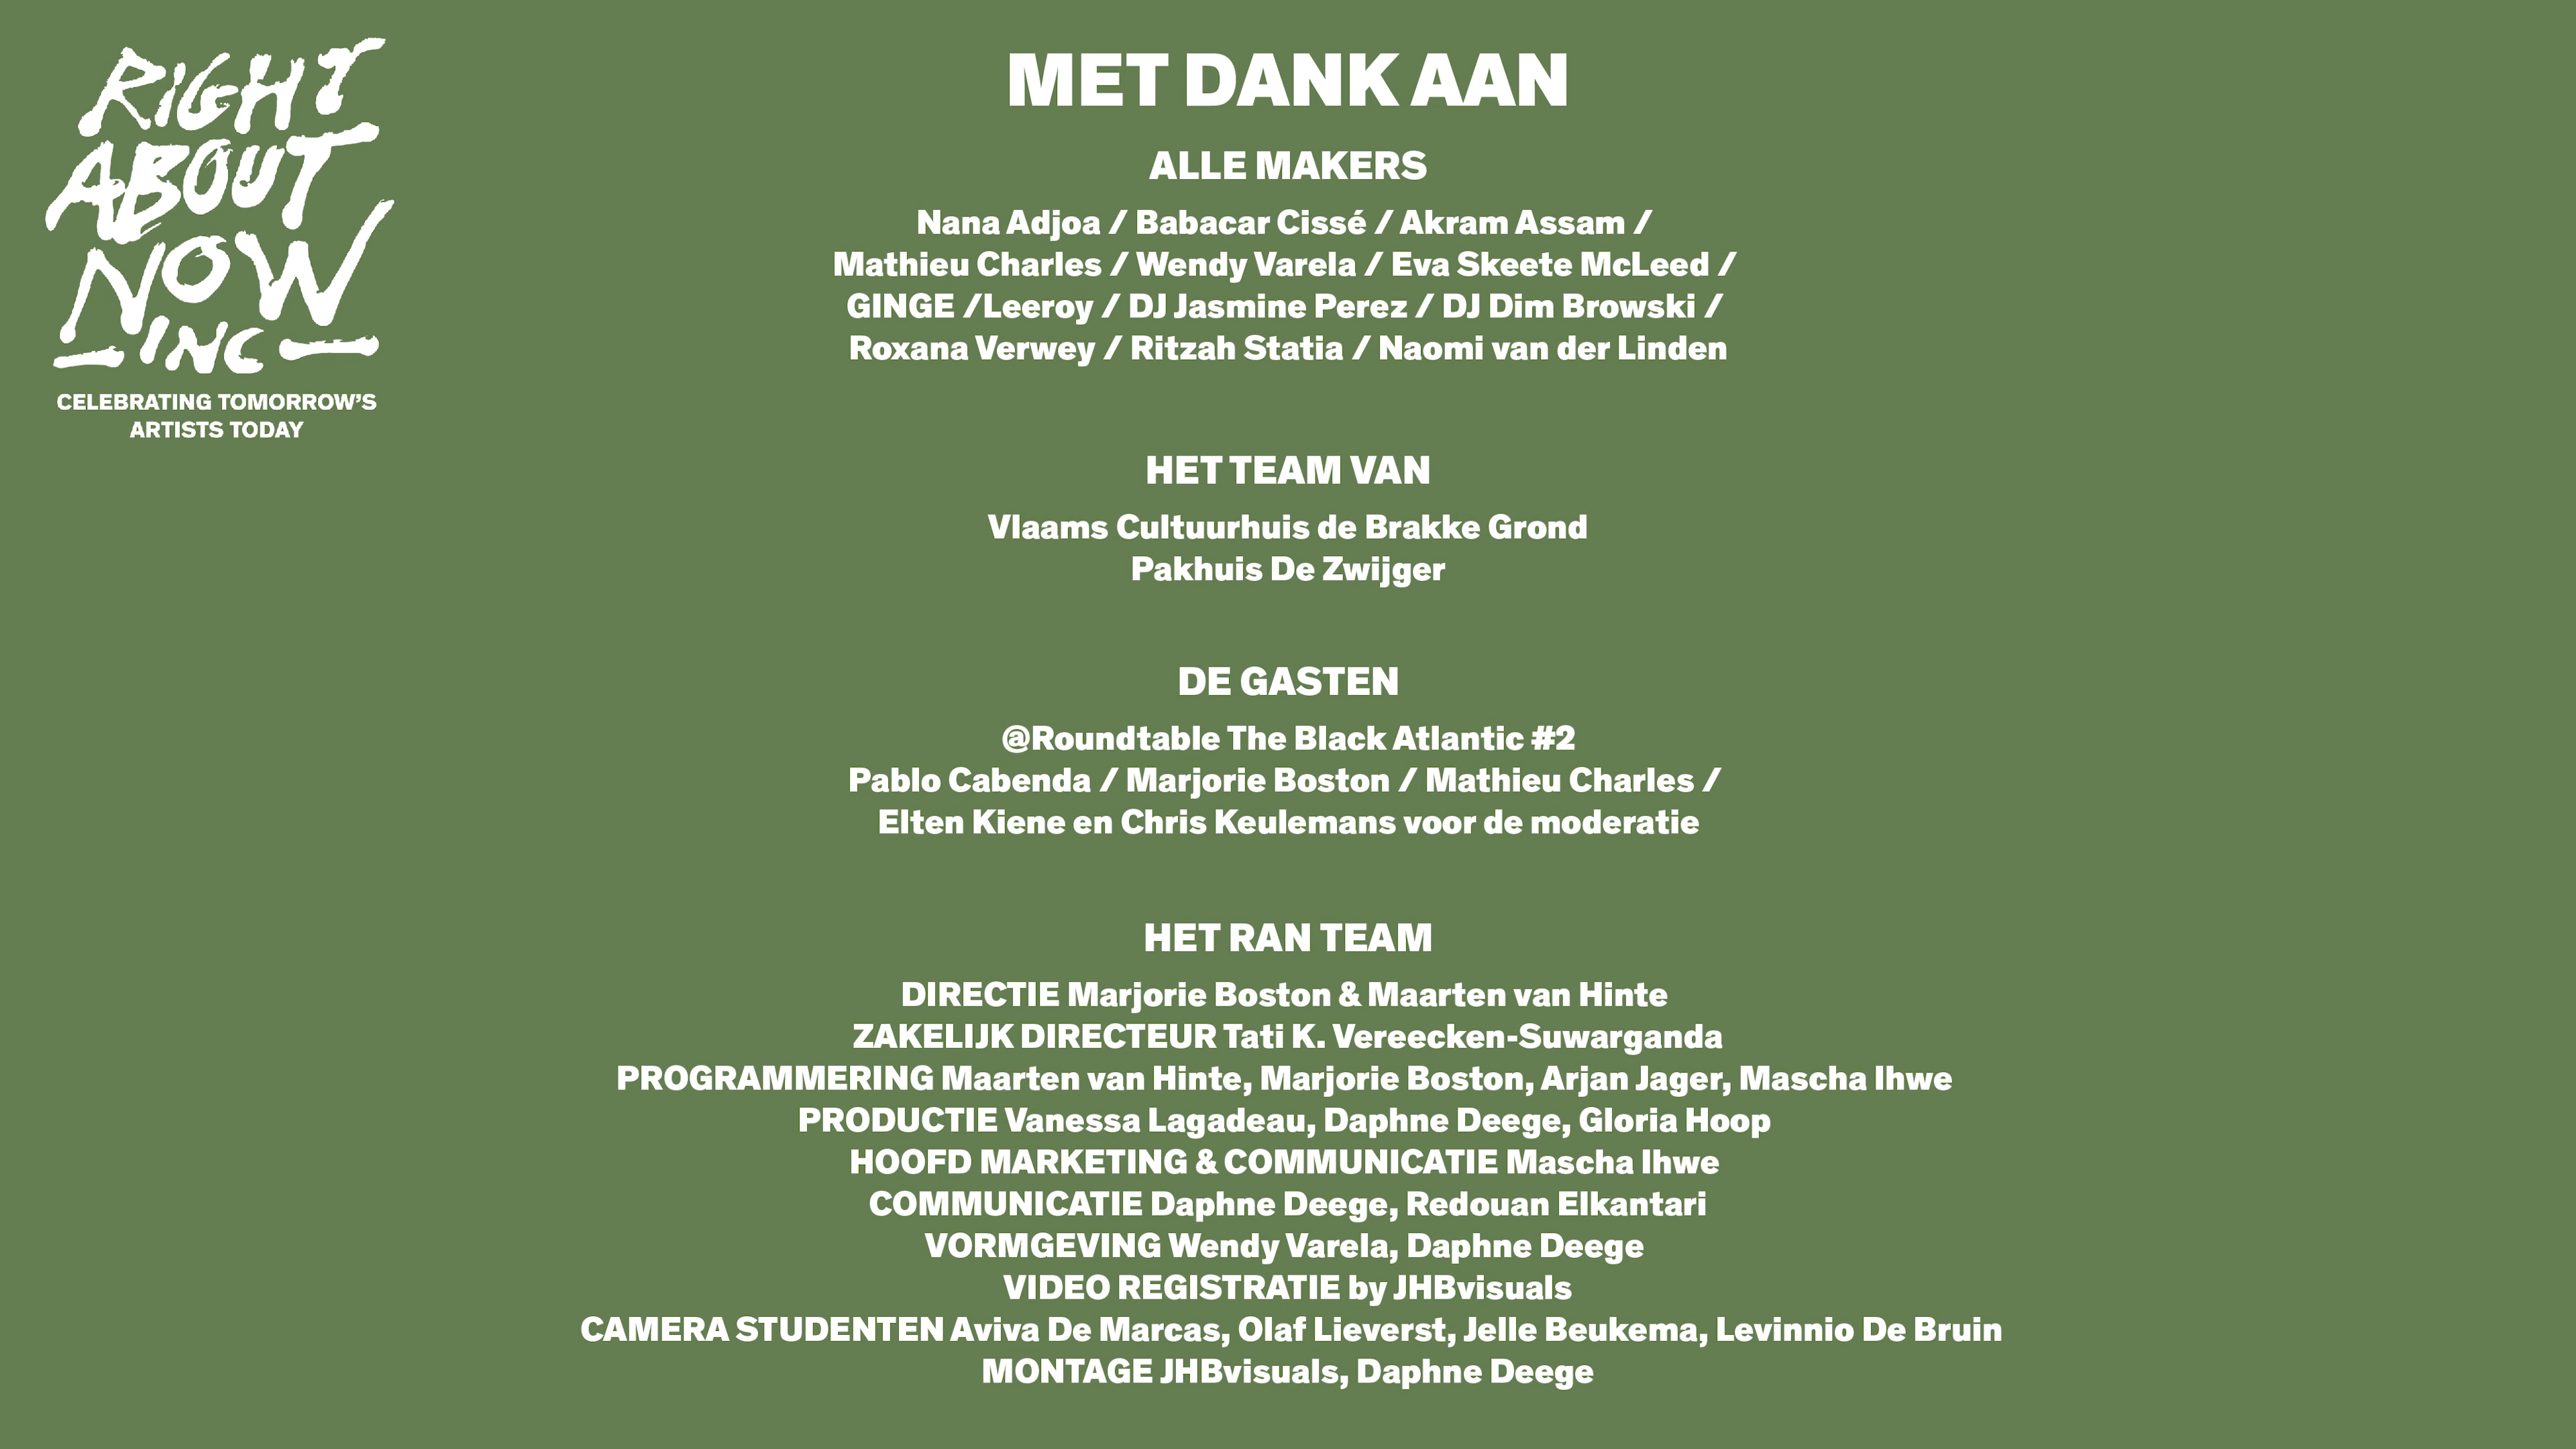 RIGHT
ABOUT
NOW
INC
CELEBRATING TOMORROW'S
ARTISTS TODAY
MET DANK AAN
ALLE MAKERS
Nana Adjoa / Babacar Cissé / Akram Assam /
Mathieu Charles / Wendy Varela / Eva Skeete McLeed /
GINGE /Leeroy / DJ Jasmine Perez / DJ Dim Browski /
Roxana Verwey / Ritzah Statia / Naomi van der Linden
HET TEAM VAN
Vlaams Cultuurhuis de Brakke Grond
Pakhuis De Zwijger
DE GASTEN
@Roundtable The Black Atlantic #2
Pablo Cabenda / Marjorie Boston / Mathieu Charles /
Elten Kiene en Chris Keulemans voor de moderatie
HET RAN TEAM
DIRECTIE Marjorie Boston & Maarten van Hinte
ZAKELIJK DIRECTEUR Tati K. Vereecken-Suwarganda
PROGRAMMERING Maarten van Hinte, Marjorie Boston, Arjan Jager, Mascha Ihwe
PRODUCTIE Vanessa Lagadeau, Daphne Deege, Gloria Hoop
HOOFD MARKETING & COMMUNICATIE Mascha Ihwe
COMMUNICATIE Daphne Deege, Redouan Elkantari
VORMGEVING Wendy Varela, Daphne Deege
VIDEO REGISTRATIE by JHBvisuals
CAMERA STUDENTEN Aviva De Marcas, Olaf Lieverst, Jelle Beukema, Levinnio De Bruin
MONTAGE JHBvisuals, Daphne Deege